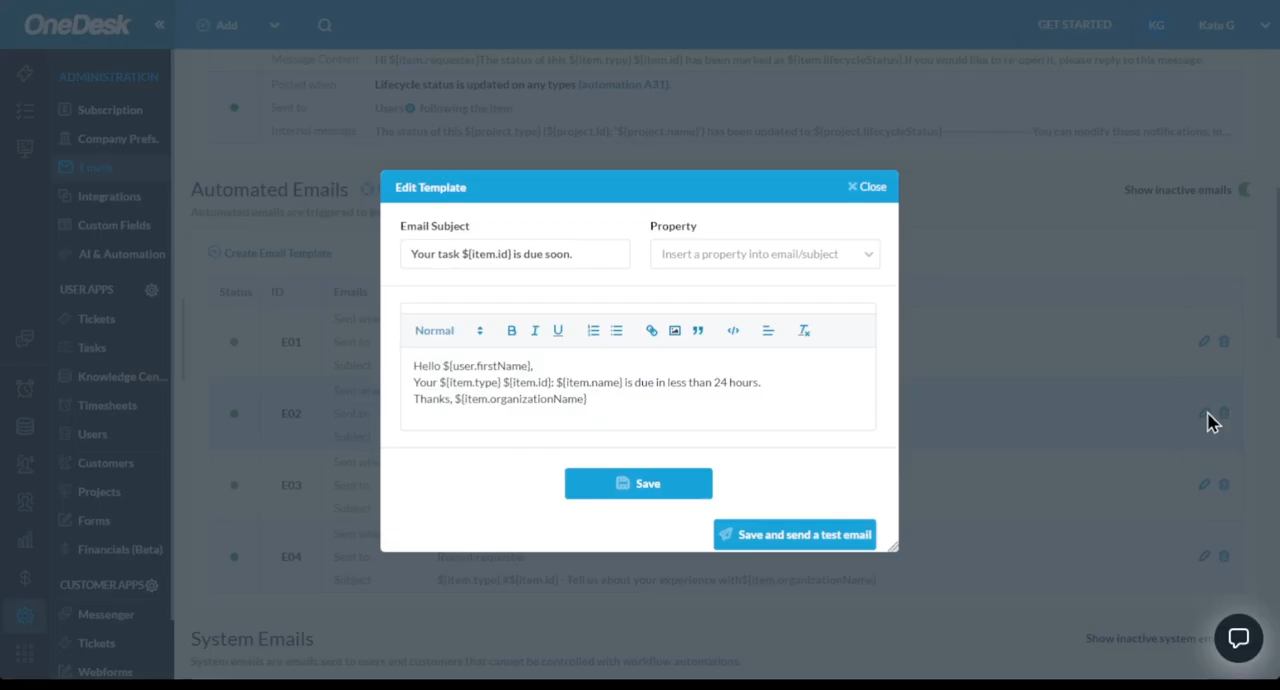 OneDesk
«
Add
GET STARTED
KG
Kate G
ADMINISTRATION
Subscription
Company Prefs.
Emails
Integrations
Custom Fields
AI & Automation
USER APPS
Tickets
Tasks
Knowledge Cen...
Timesheets
Users
Customers
Projects
Forms
Financials (Beta)
CUSTOMER APPS
Messenger
Tickets
Webforms
Message Content Hi ${item.requester}The status of this ${item.type} ${item.id} has been marked as ${item.lifecycleStatus}.If you would like to re-open it, please reply to this message.
Posted when Lifecycle status is updated on any types (automation A31).
Sent to Users following the item
Internal message The status of this ${project.type} (${project.id}: '${project.name}') has been updated to:${project.lifecycleStatus} You can modify these notifications, in...
Automated Emails
Show inactive emails
Automated emails are triggered to
Create Email Template
Status ID Emails
E01
Sent to
Subject
E02
Sent to
Subject
E03
Sent to
Subject
E04
Sent to
Subject ${item.type} #${item.id} - Tell us about your experience with${item.organizationName}
System Emails
Show inactive system
System emails are emails sent to users and customers that cannot be controlled with workflow automations.
Edit Template
Close
Email Subject
Property
Your task ${item.id} is due soon.
Insert a property into email/subject
Normal
Hello ${user.firstName},
Your ${item.type} ${item.id}: ${item.name} is due in less than 24 hours.
Thanks, ${item.organizationName}
Save
Save and send a test email